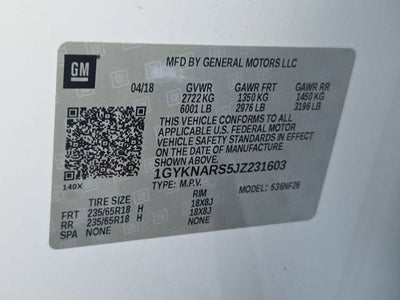 GM
MFD BY GENERAL MOTORS LLC
04/18 GVWR GAWR FRT GAWR RR
2722 KG 1350 KG 1450 KG
6001 LB 2976 LB 3196 LB
THIS VEHICLE CONFORMS TO ALL
APPLICABLE U.S. FEDERAL MOTOR
VEHICLE SAFETY STANDARDS IN EFFECT
ON THE DATE OF MANUFACTURE
SHOWN ABOVE.
1GYKNARS5JZ231603
140X TYPE: M.P.V. MODEL: 536NF26
TIRE SIZE RIM
FRT 235/65R18 H 18X8J
RR 235/65R18 H 18X8J
SPA NONE NONE